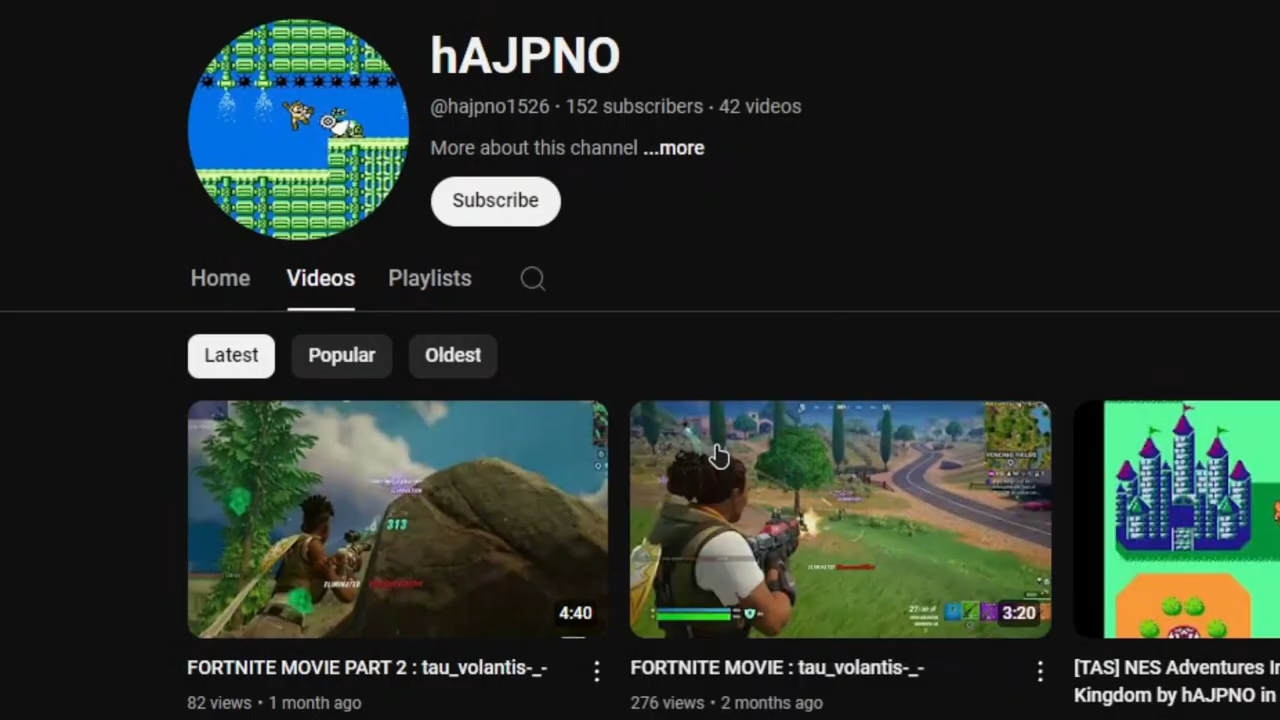 hAJPNO
@hajpno1526 · 152 subscribers · 42 videos
More about this channel ...more
Subscribe
Home Videos Playlists
Latest Popular Oldest
313
ELIMINATED
4:40
3:20
FORTNITE MOVIE PART 2 : tau_volantis-_-
82 views · 1 month ago
FORTNITE MOVIE : tau_volantis-_-
276 views · 2 months ago
[TAS] NES Adventures In
Kingdom by hAJPNO in